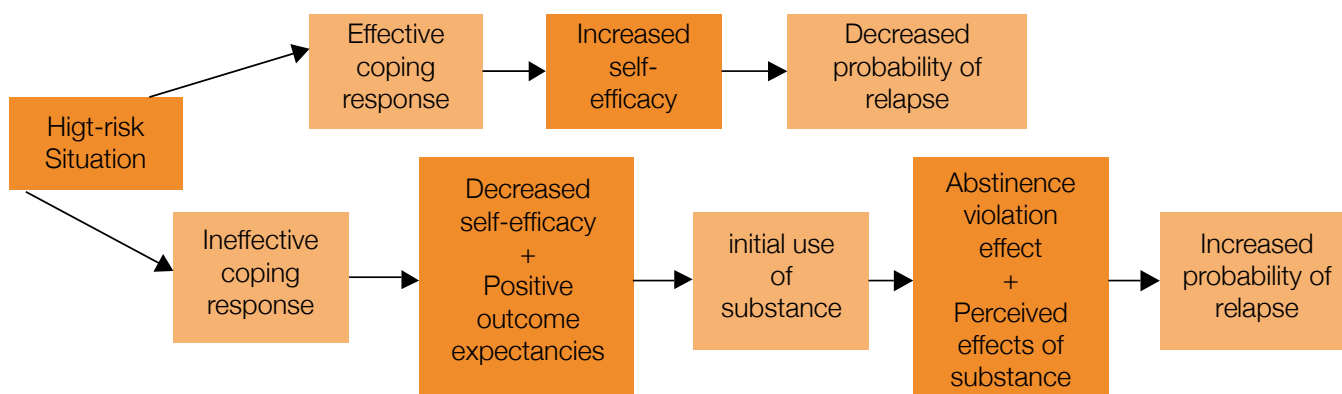 Higt-risk
Situation
Effective
coping
response
Increased
self-
efficacy
Decreased
probability of
relapse
Ineffective
coping
response
Decreased
self-efficacy
+
Positive
outcome
expectancies
initial use
of
substance
Abstinence
violation
effect
+
Perceived
effects of
substance
Increased
probability of
relapse